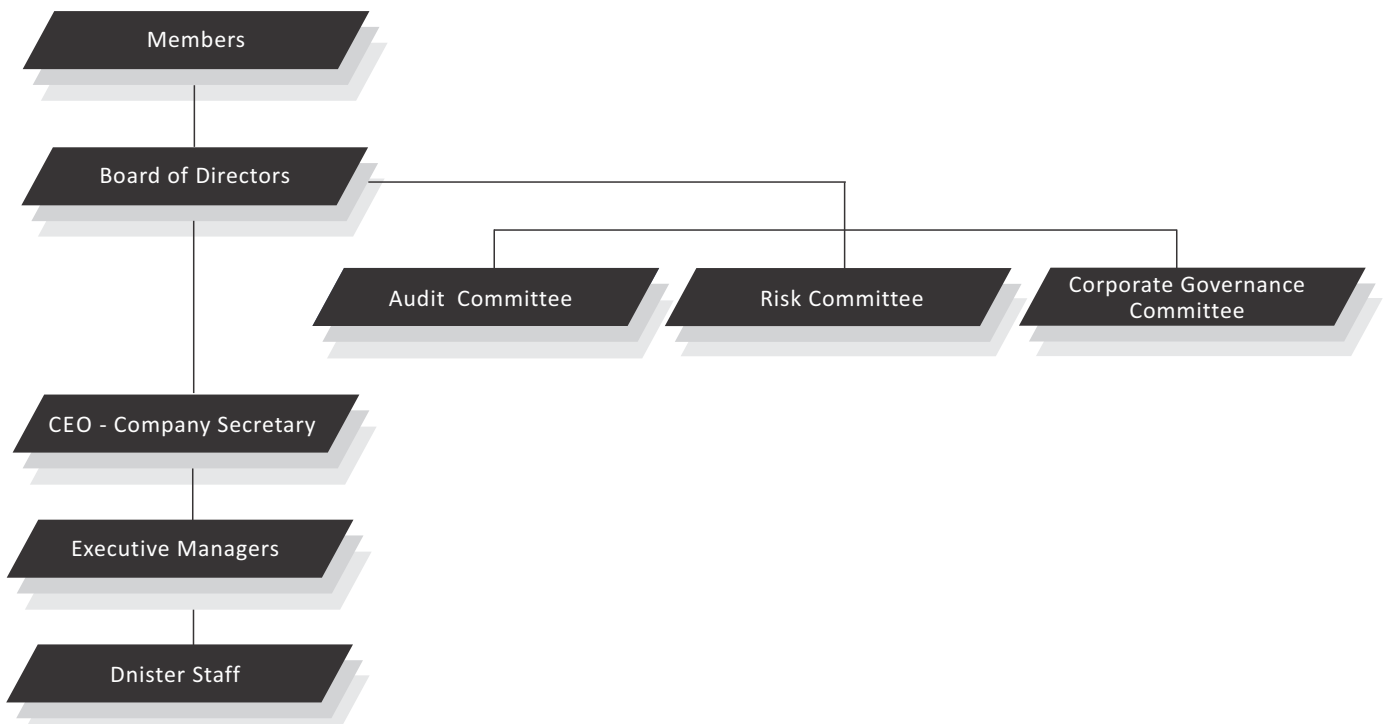 Members
Board of Directors
Audit Committee
Risk Committee
Corporate Governance
Committee
CEO - Company Secretary
Executive Managers
Dnister Staff